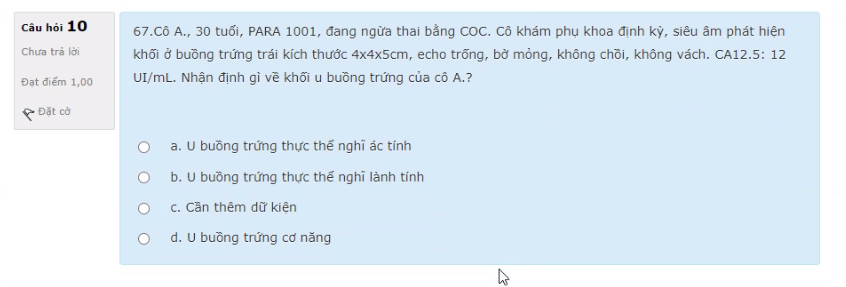 Câu hỏi 10
Chưa trả lời
Đạt điểm 1,00
Đặt cờ
67.Cô A., 30 tuổi, PARA 1001, đang ngừa thai bằng COC. Cô khám phụ khoa định kỳ, siêu âm phát hiện
khối ở buồng trứng trái kích thước 4x4x5cm, echo trống, bờ mỏng, không chồi, không vách. CA12.5: 12
UI/mL. Nhận định gì về khối u buồng trứng của cô A.?
a. U buồng trứng thực thể nghĩ ác tính
b. U buồng trứng thực thể nghĩ lành tính
c. Cần thêm dữ kiện
d. U buồng trứng cơ năng